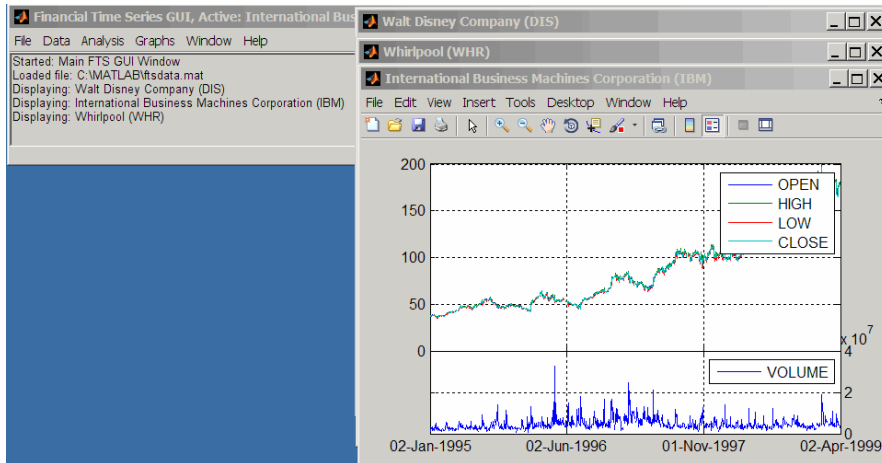 Financial Time Series GUI, Active: International Bus
File Data Analysis Graphs Window Help
Started: Main FTS GUI Window
Loaded file: C:\MATLAB\ftsdata.mat
Displaying: Walt Disney Company (DIS)
Displaying: International Business Machines Corporation (IBM)
Displaying: Whirlpool (WHR)
Walt Disney Company (DIS)
Whirlpool (WHR)
International Business Machines Corporation (IBM)
File Edit View Insert Tools Desktop Window Help
200
150
100
50
0
OPEN
HIGH
LOW
CLOSE
x 10^7
4
2
0
VOLUME
02-Jan-1995 02-Jun-1996 01-Nov-1997 02-Apr-1999